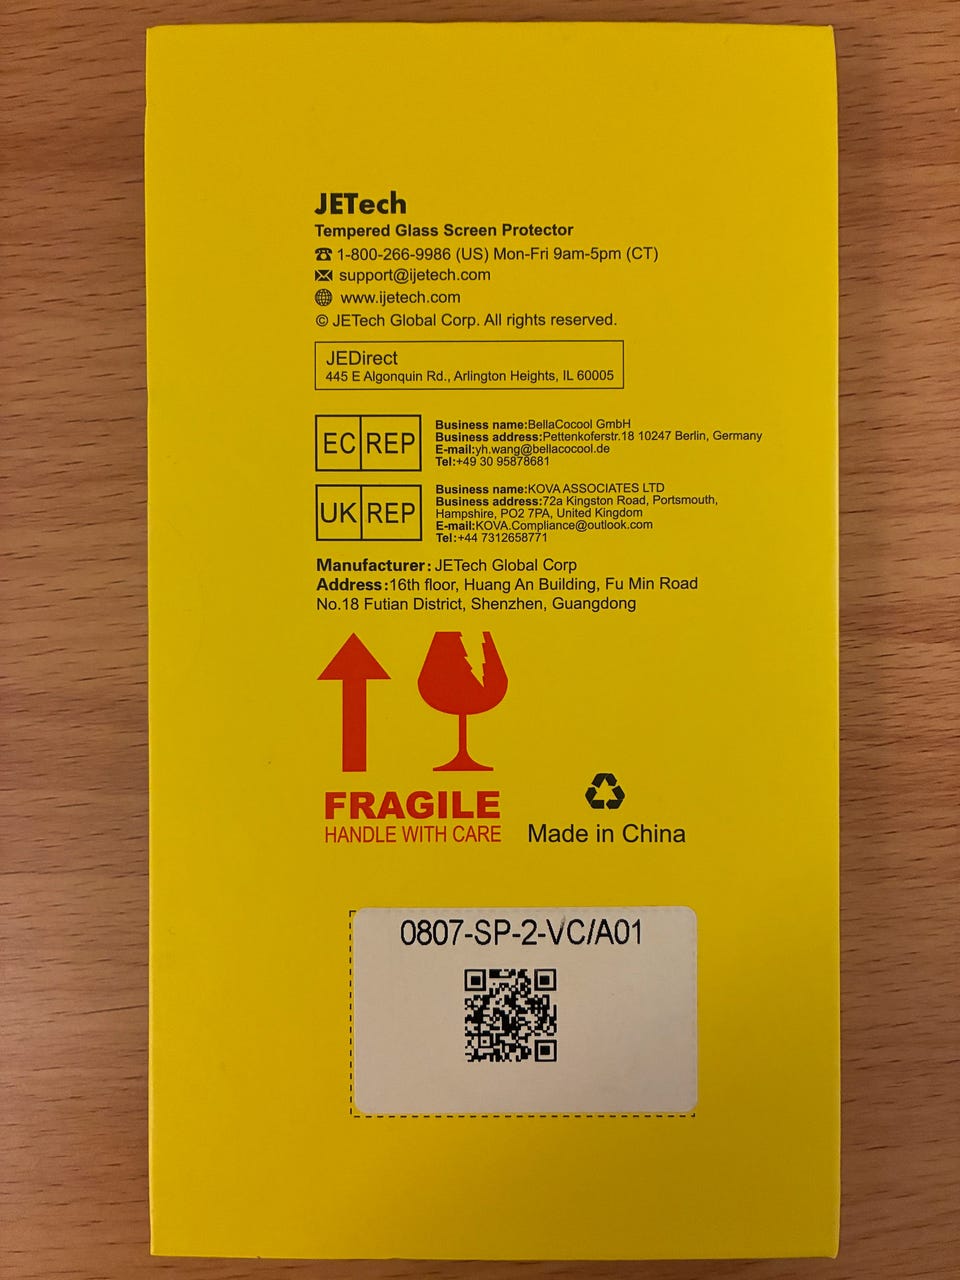 JETech
Tempered Glass Screen Protector
1-800-266-9986 (US) Mon-Fri 9am-5pm (CT)
support@ijetech.com
www.ijetech.com
© JETech Global Corp. All rights reserved.
JEDirect
445 E Algonquin Rd., Arlington Heights, IL 60005
EC REP
Business name:BellaCocool GmbH
Business address:Pettenkoferstr.18 10247 Berlin, Germany
E-mail:yh.wang@bellacocool.de
Tel:+49 30 95878681
UK REP
Business name:KOVA ASSOCIATES LTD
Business address:72a Kingston Road, Portsmouth,
Hampshire, PO2 7PA, United Kingdom
E-mail:KOVA.Compliance@outlook.com
Tel:+44 7312658771
Manufacturer: JETech Global Corp
Address:16th floor, Huang An Building, Fu Min Road
No.18 Futian District, Shenzhen, Guangdong
FRAGILE
HANDLE WITH CARE
Made in China
0807-SP-2-VC/A01